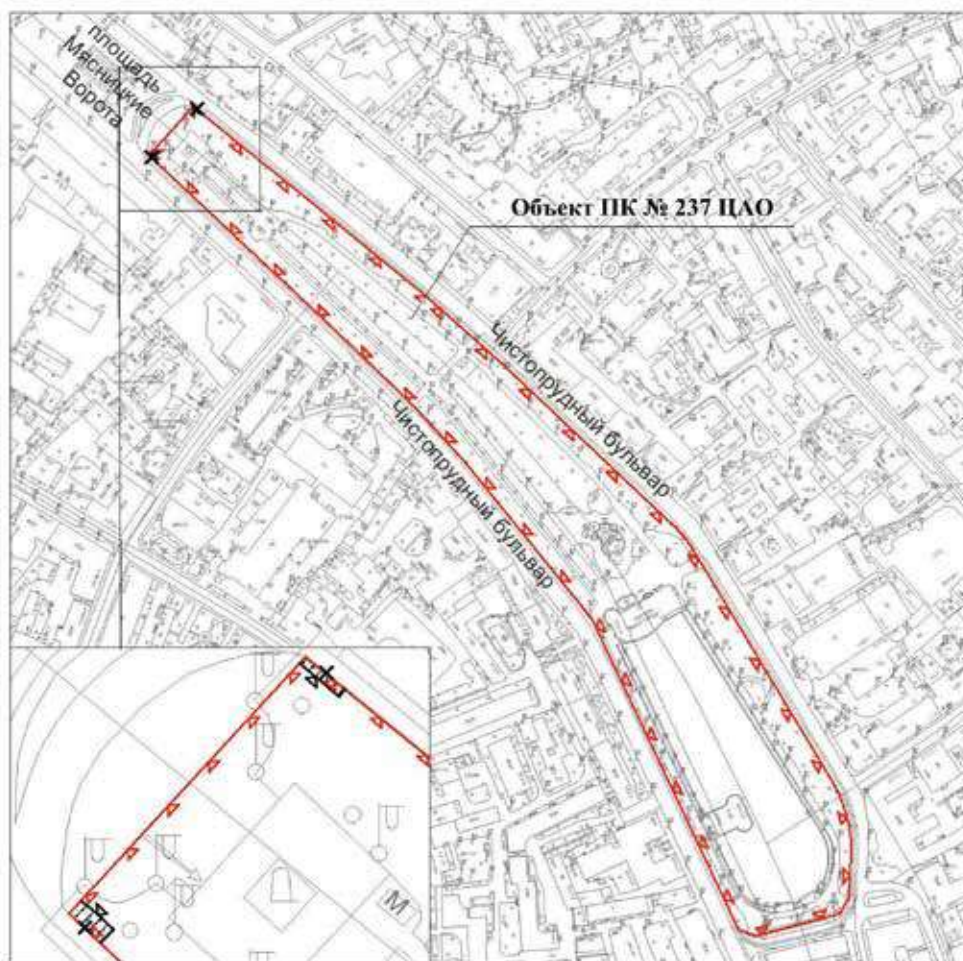 площадь
Мясницкие
Ворота
Объект ПК № 237 ЦАО
Чистопрудный бульвар
Чистопрудный бульвар
М